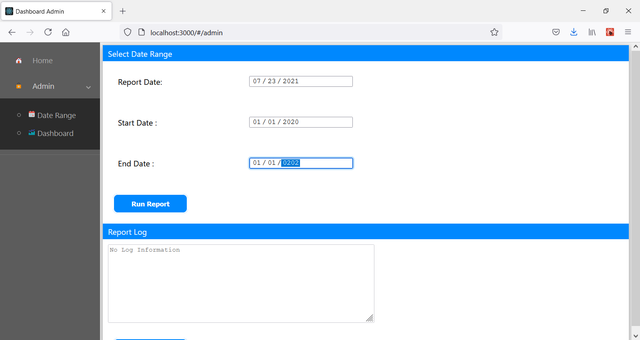 Dashboard Admin
localhost:3000/#/admin
Home
Admin
Date Range
Dashboard
Select Date Range
Report Date:
07 / 23 / 2021
Start Date :
01 / 01 / 2020
End Date :
01 / 01 / 0202
Run Report
Report Log
No Log Information